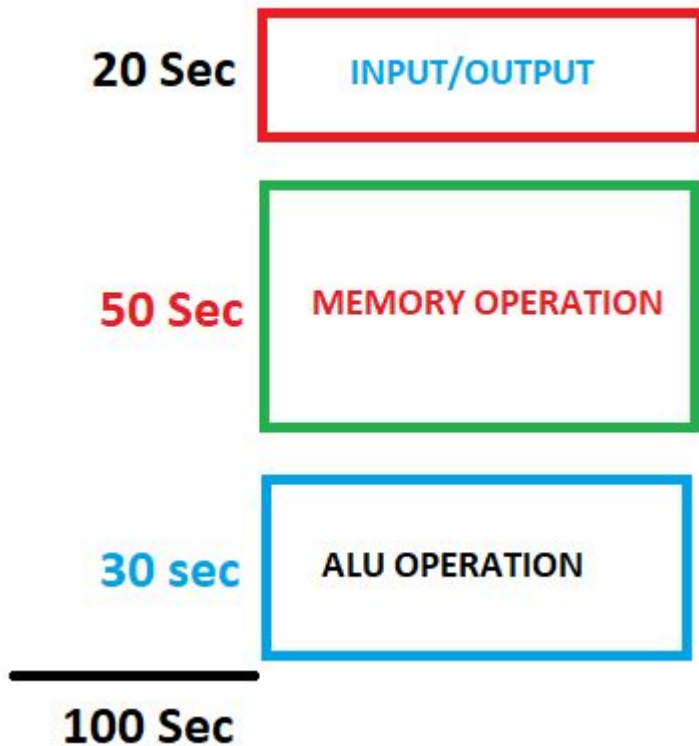 20 Sec INPUT/OUTPUT
50 Sec MEMORY OPERATION
30 sec ALU OPERATION
100 Sec